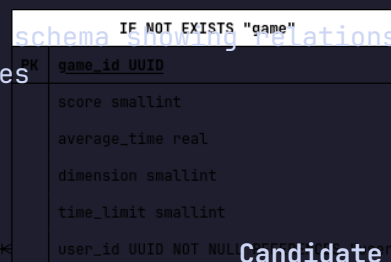 IF NOT EXISTS "game"
schema showing relations
PK game_id UUID
es
score smallint
average_time real
dimension smallint
time_limit smallint
user_id UUID NOT NULL REFERENCES
Candidate